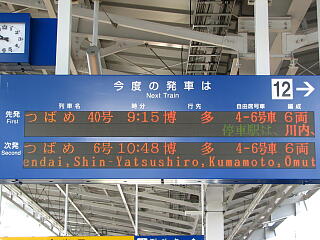 今度の発車は
Next Train
12
列車名 時分 行先 自由席号車 編成
先発 つばめ 40号 9:15 博多 4-6号車 6両
First 停車駅は、川内、
次発 つばめ 6号 10:48 博多 4-6号車 6両
Second endai,Shin-Yatsushiro,Kumamoto,Omut